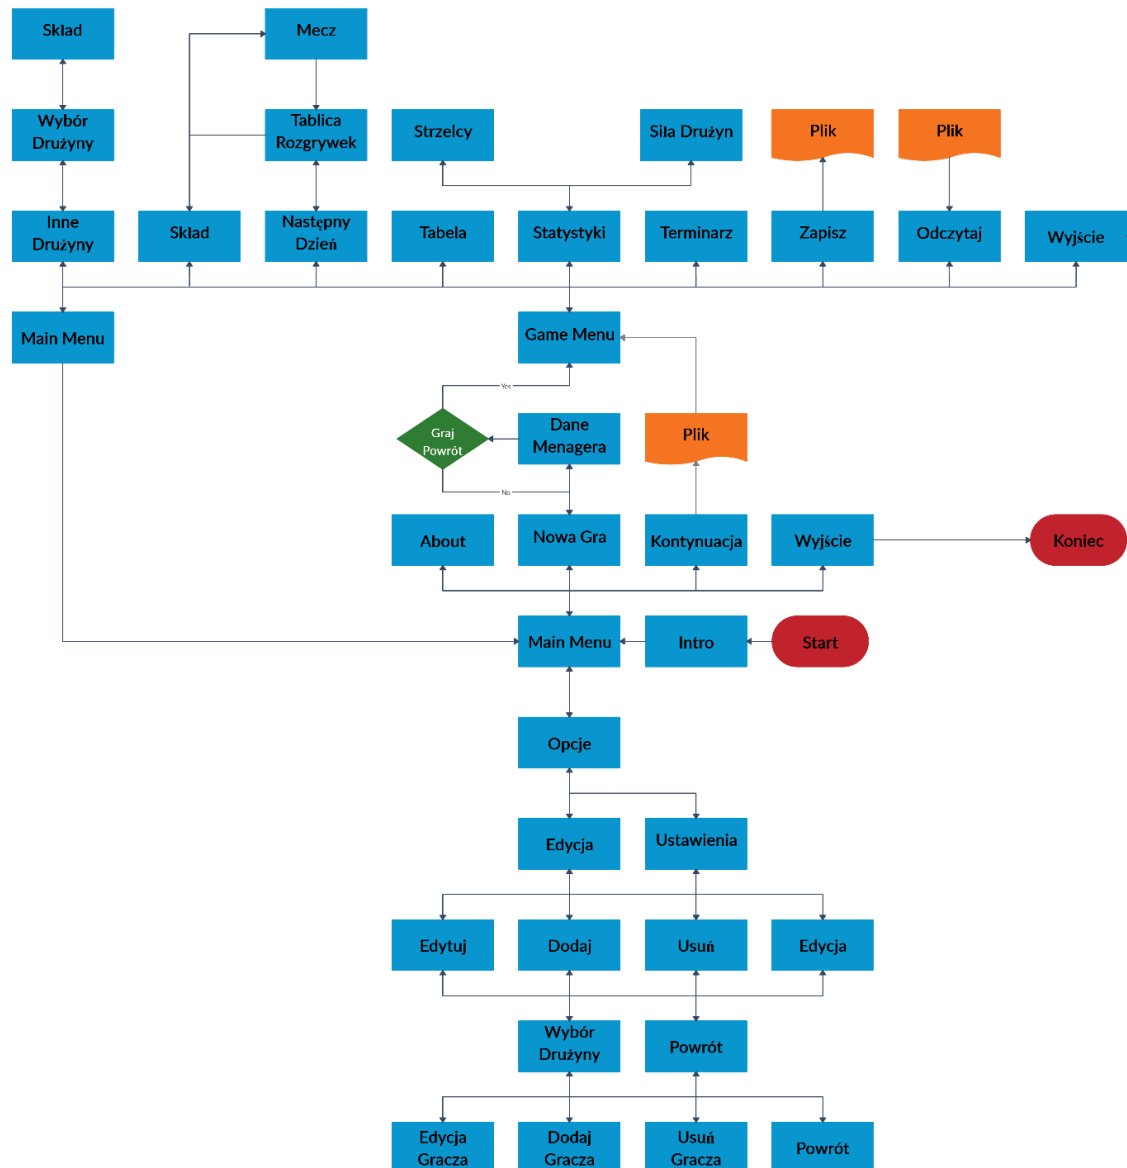 Skład
Mecz
Wybór
Drużyny
Tablica
Rozgrywek
Strzelcy
Siła Drużyn
Plik
Plik
Inne
Drużyny
Skład
Następny
Dzień
Tabela
Statystyki
Terminarz
Zapisz
Odczytaj
Wyjście
Main Menu
Game Menu
Yes
Graj
Powrót
Dane
Menagera
Plik
No
About
Nowa Gra
Kontynuacja
Wyjście
Koniec
Main Menu
Intro
Start
Opcje
Edycja
Ustawienia
Edytuj
Dodaj
Usuń
Edycja
Wybór
Drużyny
Powrót
Edycja
Gracza
Dodaj
Gracza
Usuń
Gracza
Powrót